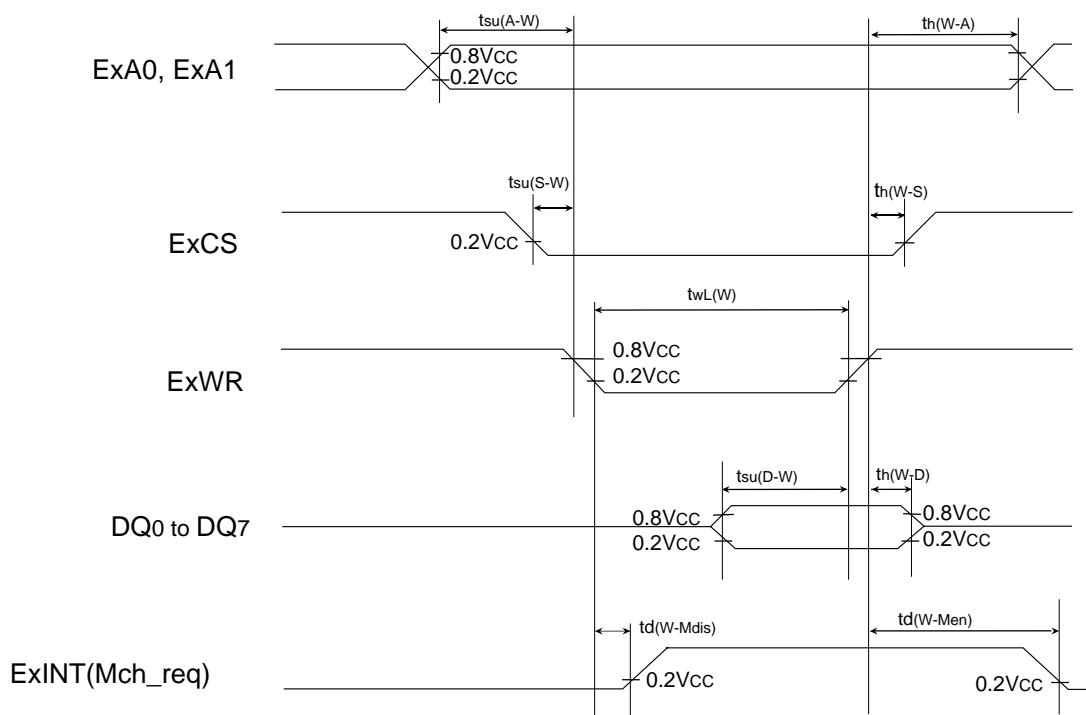 tsu(A-W)
th(W-A)
ExA0, ExA1
0.8VCC
0.2VCC
tsu(S-W)
th(W-S)
ExCS
0.2VCC
twL(W)
ExWR
0.8VCC
0.2VCC
tsu(D-W)
th(W-D)
DQ0 to DQ7
0.8VCC
0.8VCC
0.2VCC
0.2VCC
td(W-Mdis)
td(W-Men)
ExINT(Mch_req)
0.2VCC
0.2VCC